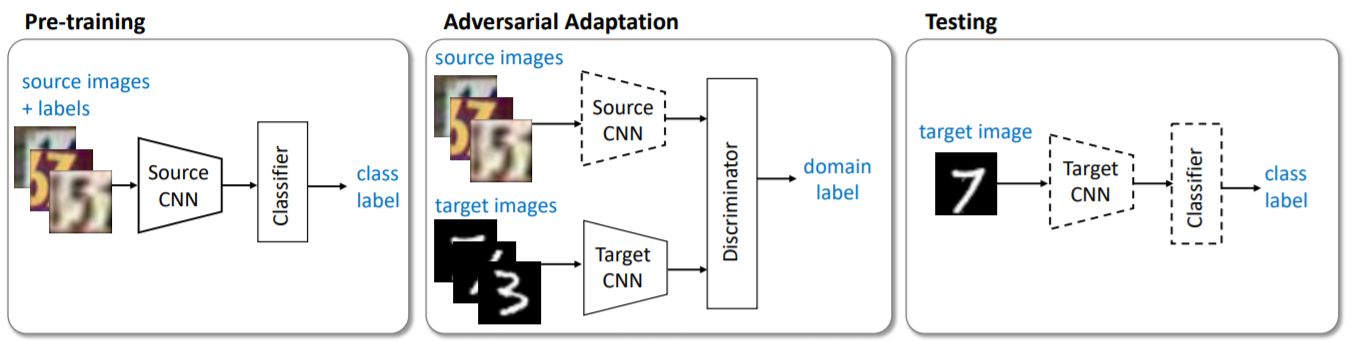 Pre-training
source images
+ labels
Source
CNN
Classifier
class
label
Adversarial Adaptation
source images
Source
CNN
target images
Target
CNN
Discriminator
domain
label
Testing
target image
7
Target
CNN
Classifier
class
label